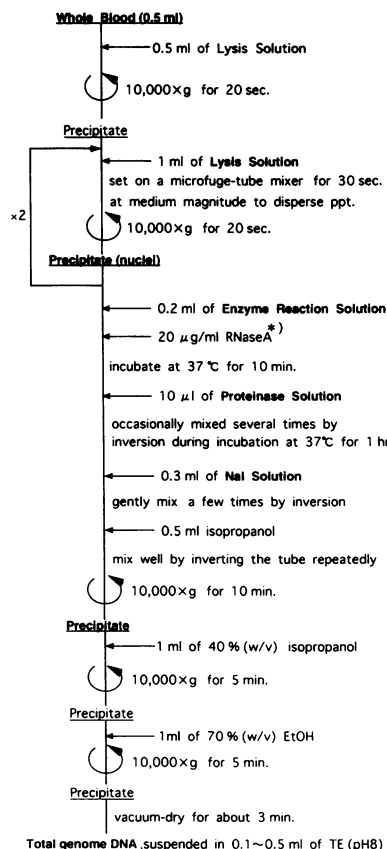 Whole Blood (0.5 ml)
0.5 ml of Lysis Solution
10,000×g for 20 sec.
Precipitate
1 ml of Lysis Solution
set on a microfuge-tube mixer for 30 sec.
at medium magnitude to disperse ppt.
×2
10,000×g for 20 sec.
Precipitate (nuclei)
0.2 ml of Enzyme Reaction Solution
20 μg/ml RNaseA*)
incubate at 37 ℃ for 10 min.
10 μl of Proteinase Solution
occasionally mixed several times by
inversion during incubation at 37℃ for 1 hr
0.3 ml of NaI Solution
gently mix a few times by inversion
0.5 ml isopropanol
mix well by inverting the tube repeatedly
10,000×g for 10 min.
Precipitate
1 ml of 40 % (w/v) isopropanol
10,000×g for 5 min.
Precipitate
1ml of 70 % (w/v) EtOH
10,000×g for 5 min.
Precipitate
vacuum-dry for about 3 min.
Total genome DNA ,suspended in 0.1~0.5 ml of TE (pH8)